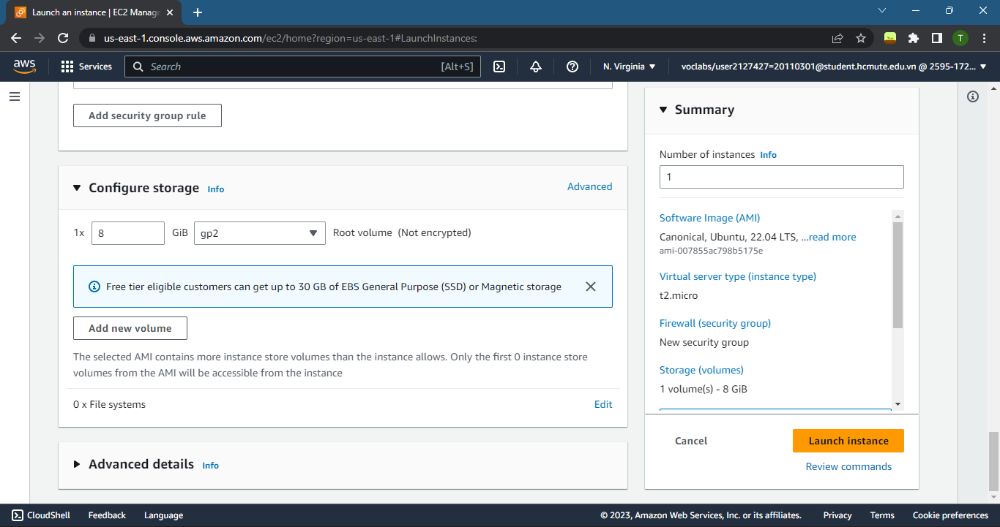 Launch an instance | EC2 Manage
us-east-1.console.aws.amazon.com/ec2/home?region=us-east-1#LaunchInstances:
T
aws
Services
Search
[Alt+S]
N. Virginia
voclabs/user2127427=20110301@student.hcmute.edu.vn @ 2595-172...
Add security group rule
Configure storage Info
Advanced
1x 8 GiB gp2 Root volume (Not encrypted)
Free tier eligible customers can get up to 30 GB of EBS General Purpose (SSD) or Magnetic storage
Add new volume
The selected AMI contains more instance store volumes than the instance allows. Only the first 0 instance store
volumes from the AMI will be accessible from the instance
0 x File systems
Edit
Advanced details Info
Summary
Number of instances Info
1
Software Image (AMI)
Canonical, Ubuntu, 22.04 LTS, ...read more
ami-007855ac798b5175e
Virtual server type (instance type)
t2.micro
Firewall (security group)
New security group
Storage (volumes)
1 volume(s) - 8 GiB
Cancel
Launch instance
Review commands
CloudShell
Feedback
Language
© 2023, Amazon Web Services, Inc. or its affiliates.
Privacy
Terms
Cookie preferences